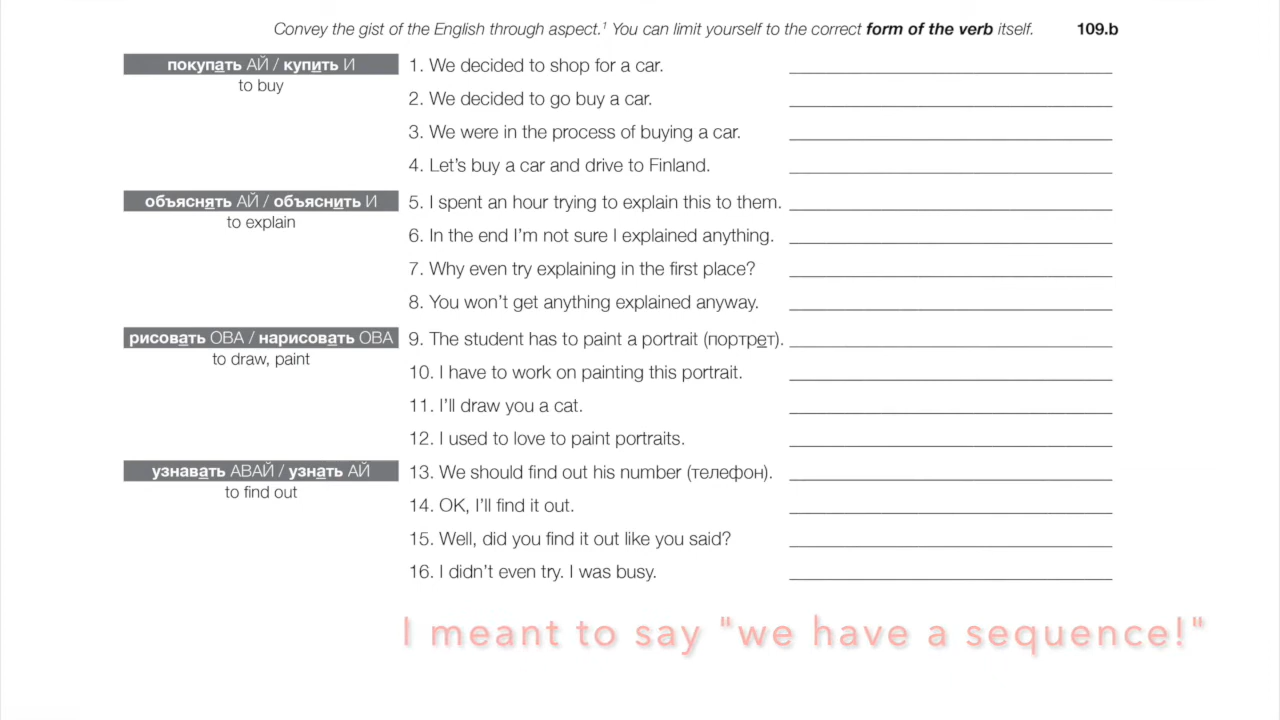 Convey the gist of the English through aspect.¹ You can limit yourself to the correct form of the verb itself. 109.b
покупать АЙ / купить И
to buy
1. We decided to shop for a car.
2. We decided to go buy a car.
3. We were in the process of buying a car.
4. Let's buy a car and drive to Finland.
объяснять АЙ / объяснить И
to explain
5. I spent an hour trying to explain this to them.
6. In the end I'm not sure I explained anything.
7. Why even try explaining in the first place?
8. You won't get anything explained anyway.
рисовать ОВА / нарисовать ОВА
to draw, paint
9. The student has to paint a portrait (портрет).
10. I have to work on painting this portrait.
11. I'll draw you a cat.
12. I used to love to paint portraits.
узнавать АВАЙ / узнать АЙ
to find out
13. We should find out his number (телефон).
14. OK, I'll find it out.
15. Well, did you find it out like you said?
16. I didn't even try. I was busy.
I meant to say "we have a sequence!"